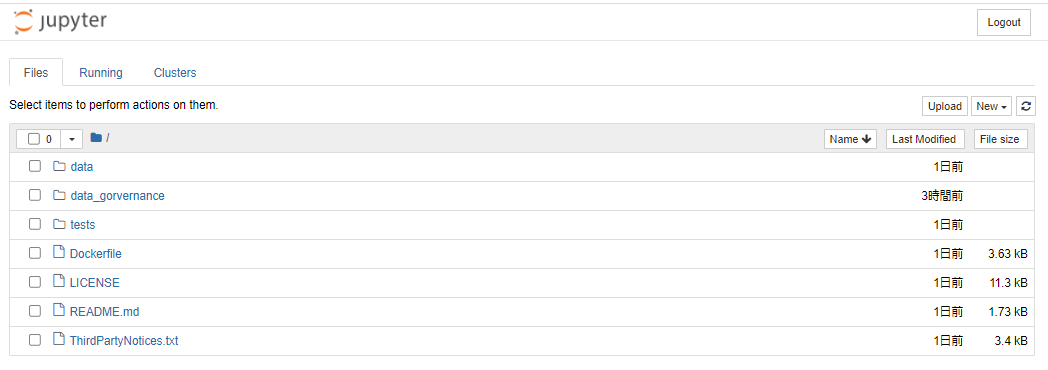 jupyter Logout
Files Running Clusters
Select items to perform actions on them. Upload New
0 / Name Last Modified File size
data 1日前
data_gorvernance 3時間前
tests 1日前
Dockerfile 1日前 3.63 kB
LICENSE 1日前 11.3 kB
README.md 1日前 1.73 kB
ThirdPartyNotices.txt 1日前 3.4 kB